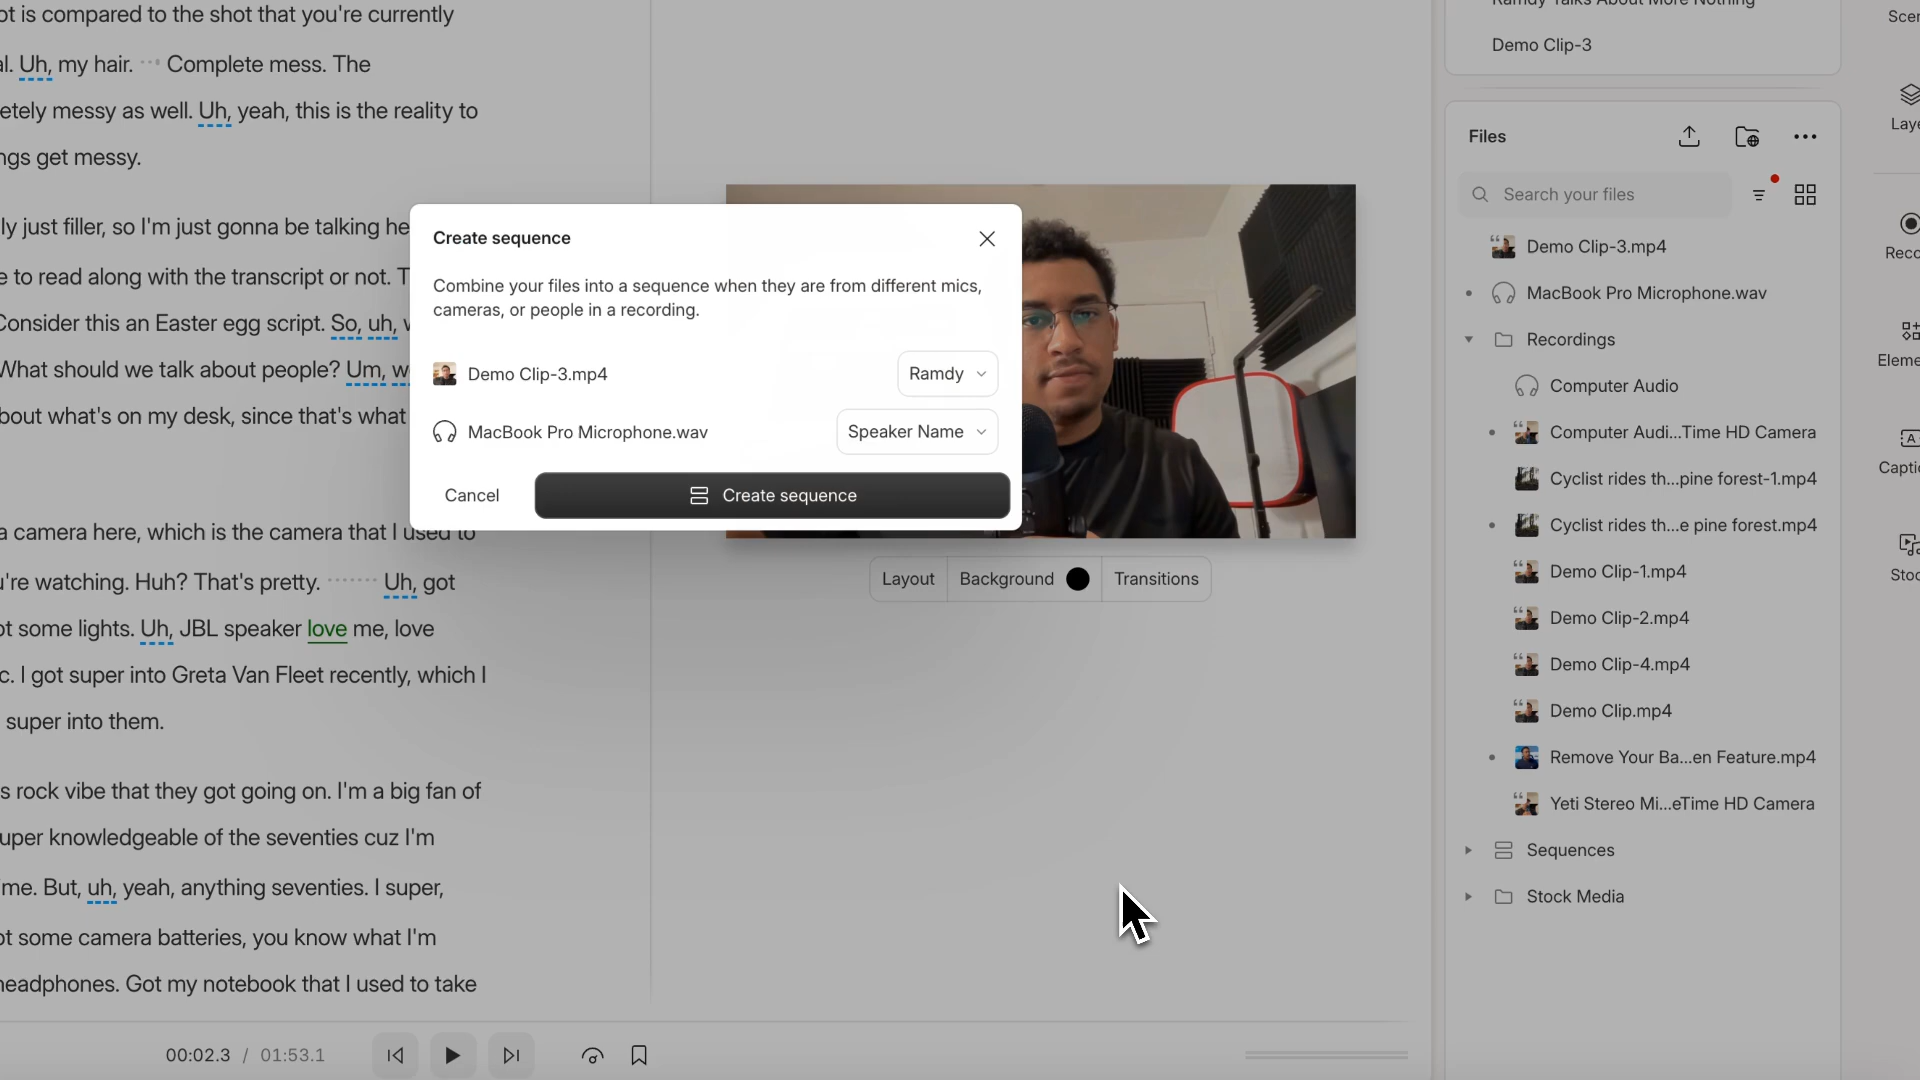 ot is compared to the shot that you're currently
al. Uh, my hair. Complete mess. The
etely messy as well. Uh, yeah, this is the reality to
ngs get messy.
ly just filler, so I'm just gonna be talking he
e to read along with the transcript or not. T
Consider this an Easter egg script. So, uh, w
What should we talk about people? Um, we
bout what's on my desk, since that's what
a camera here, which is the camera that I used to
u're watching. Huh? That's pretty. Uh, got
ot some lights. Uh, JBL speaker love me, love
c. I got super into Greta Van Fleet recently, which I
super into them.
s rock vibe that they got going on. I'm a big fan of
uper knowledgeable of the seventies cuz I'm
ime. But, uh, yeah, anything seventies. I super,
ot some camera batteries, you know what I'm
headphones. Got my notebook that I used to take
00:02.3 / 01:53.1
Create sequence
Combine your files into a sequence when they are from different mics,
cameras, or people in a recording.
Demo Clip-3.mp4
Ramdy
MacBook Pro Microphone.wav
Speaker Name
Cancel
Create sequence
Layout
Background
Transitions
Ramdy Talks About More Nothing
Demo Clip-3
Files
Search your files
Demo Clip-3.mp4
MacBook Pro Microphone.wav
Recordings
Computer Audio
Computer Audi...Time HD Camera
Cyclist rides th...pine forest-1.mp4
Cyclist rides th...e pine forest.mp4
Demo Clip-1.mp4
Demo Clip-2.mp4
Demo Clip-4.mp4
Demo Clip.mp4
Remove Your Ba...en Feature.mp4
Yeti Stereo Mi...eTime HD Camera
Sequences
Stock Media
Scen
Laye
Reco
Eleme
Captio
Stoc